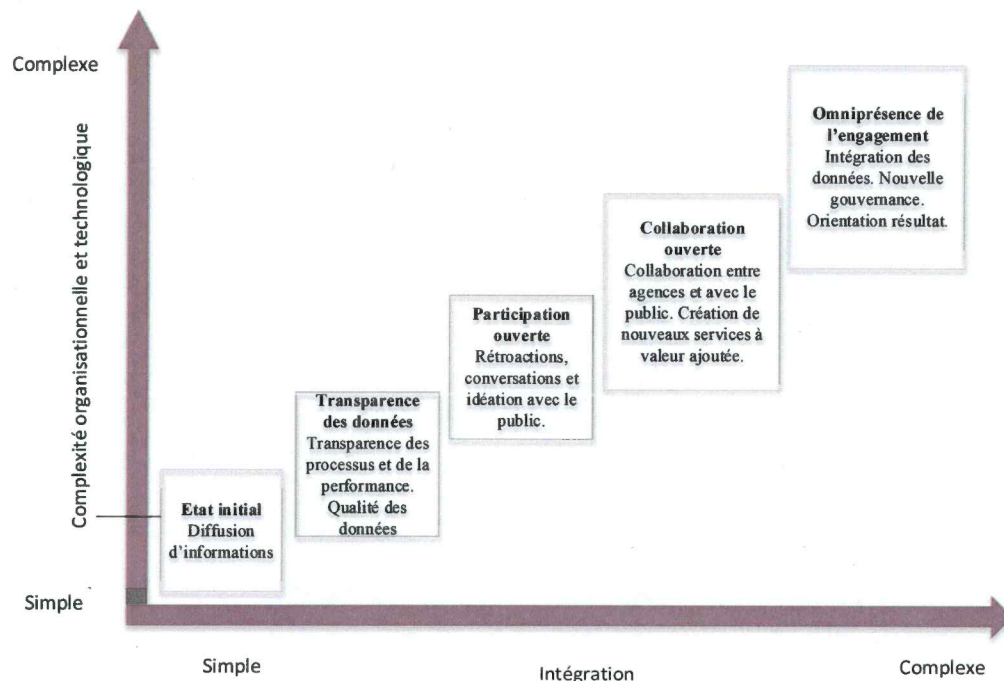 Complexe
Complexité organisationnelle et technologique
Omniprésence de
l'engagement
Intégration des
données. Nouvelle
gouvernance.
Orientation résultat.
Collaboration
ouverte
Collaboration entre
agences et avec le
public. Création de
nouveaux services à
valeur ajoutée.
Participation
ouverte
Rétroactions,
conversations et
idéation avec le
public.
Transparence
des données
Transparence des
processus et de la
performance.
Qualité des
données
Etat initial
Diffusion
d'informations
Simple
Simple
Intégration
Complexe